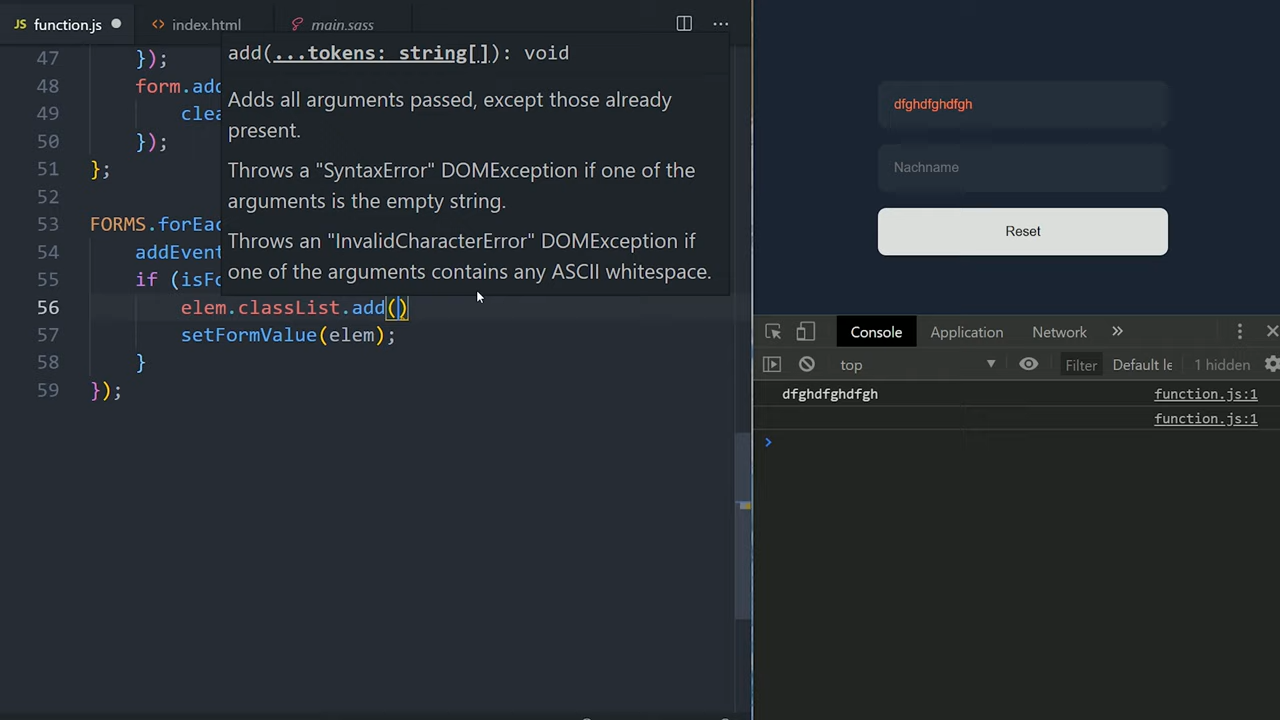 JS function.js
<> index.html
main.sass
...
47 });
add(...tokens: string[]): void
48 form.add
Adds all arguments passed, except those already
present.
49 clea
50 });
51 };
Throws a "SyntaxError" DOMException if one of the
arguments is the empty string.
52
53 FORMS.forEac
Throws an "InvalidCharacterError" DOMException if
one of the arguments contains any ASCII whitespace.
54 addEvent
55 if (isFo
56 elem.classList.add()
57 setFormValue(elem);
58 }
59 });
dfghdfghdfgh
Nachname
Reset
Console Application Network »
top Filter Default le 1 hidden
dfghdfghdfgh function.js:1
function.js:1
>